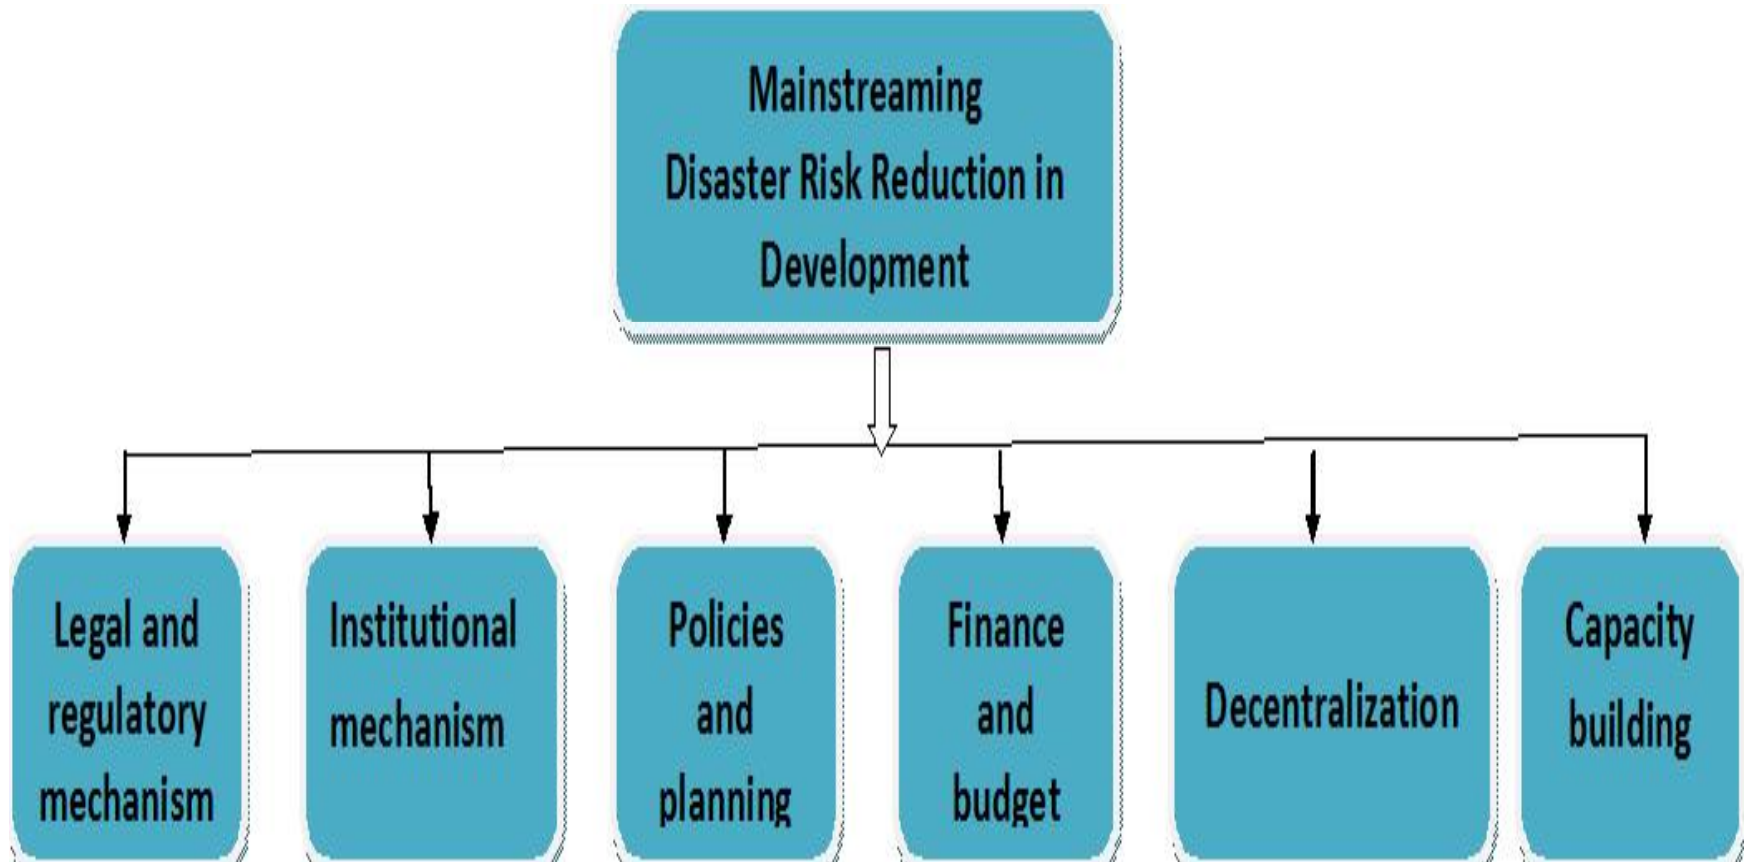 Mainstreaming
Disaster Risk Reduction in
Development
Legal and
regulatory
mechanism
Institutional
mechanism
Policies
and
planning
Finance
and
budget
Decentralization
Capacity
building